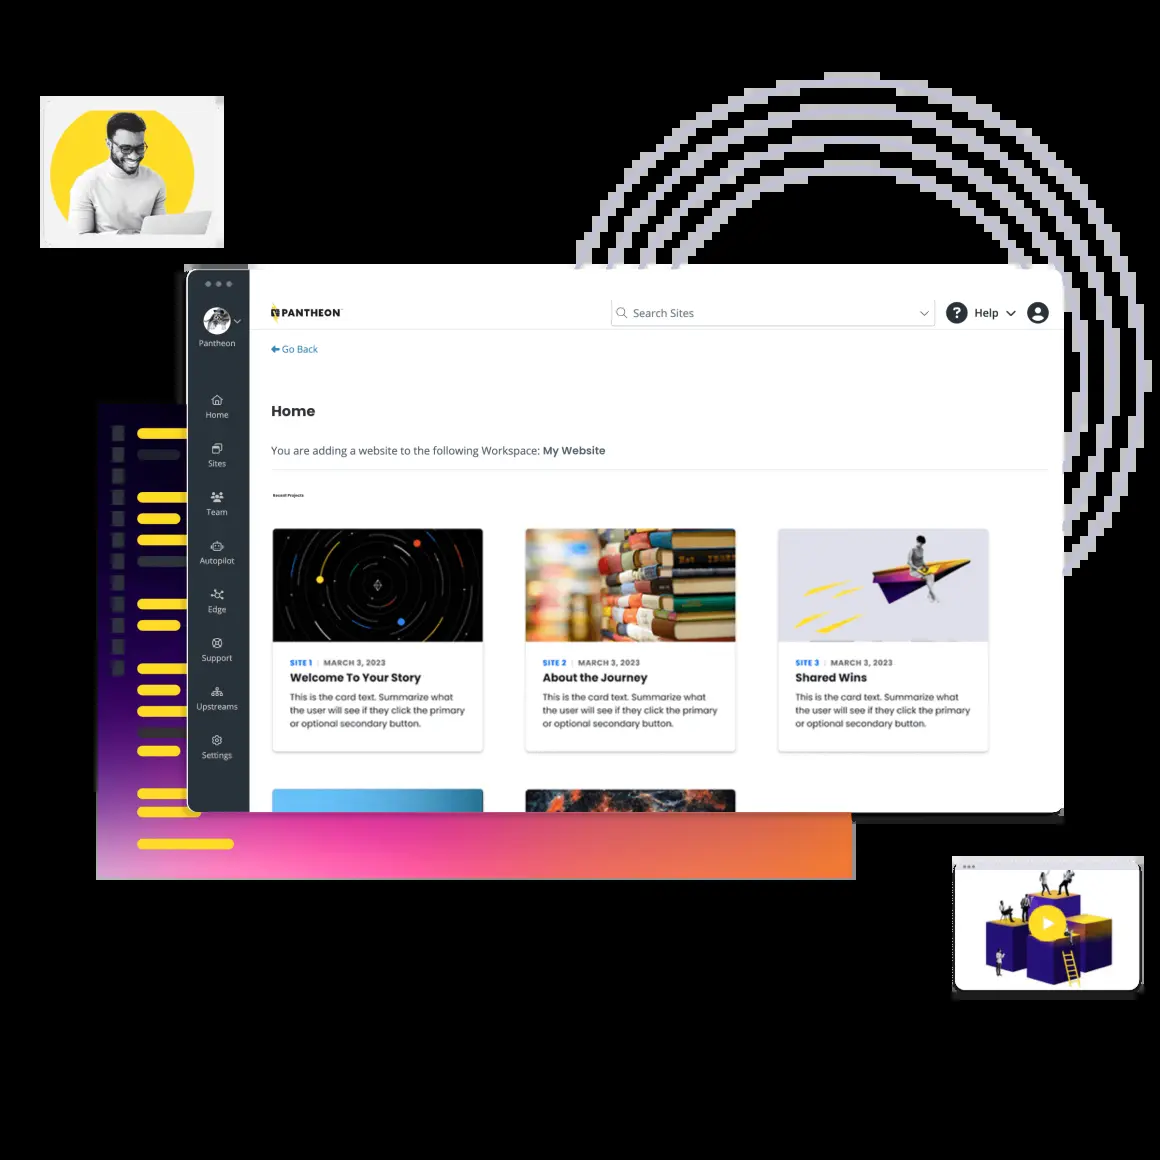 PANTHEON
Search Sites
? Help
Pantheon
Go Back
Home
Home
You are adding a website to the following Workspace: My Website
Sites
Recent Projects
Team
Autopilot
Edge
Support
Upstreams
Settings
SITE 1 | MARCH 3, 2023
Welcome To Your Story
This is the card text. Summarize what
the user will see if they click the primary
or optional secondary button.
SITE 2 | MARCH 3, 2023
About the Journey
This is the card text. Summarize what
the user will see if they click the primary
or optional secondary button.
SITE 3 | MARCH 3, 2023
Shared Wins
This is the card text. Summarize what
the user will see if they click the primary
or optional secondary button.